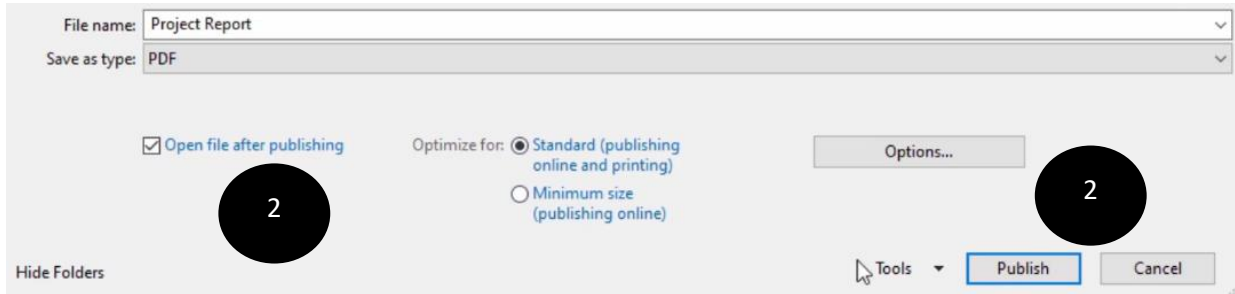 File name: Project Report
Save as type: PDF
Open file after publishing
Optimize for: Standard (publishing
online and printing)
Minimum size
(publishing online)
Options...
2
2
Hide Folders
Tools
Publish
Cancel